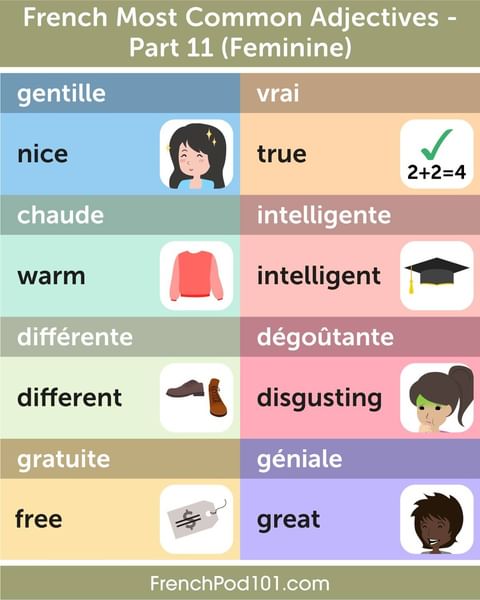 French Most Common Adjectives -
Part 11 (Feminine)
gentille
nice
vrai
true
2+2=4
chaude
warm
intelligente
intelligent
différente
different
dégoûtante
disgusting
gratuite
free
$
géniale
great
FrenchPod101.com